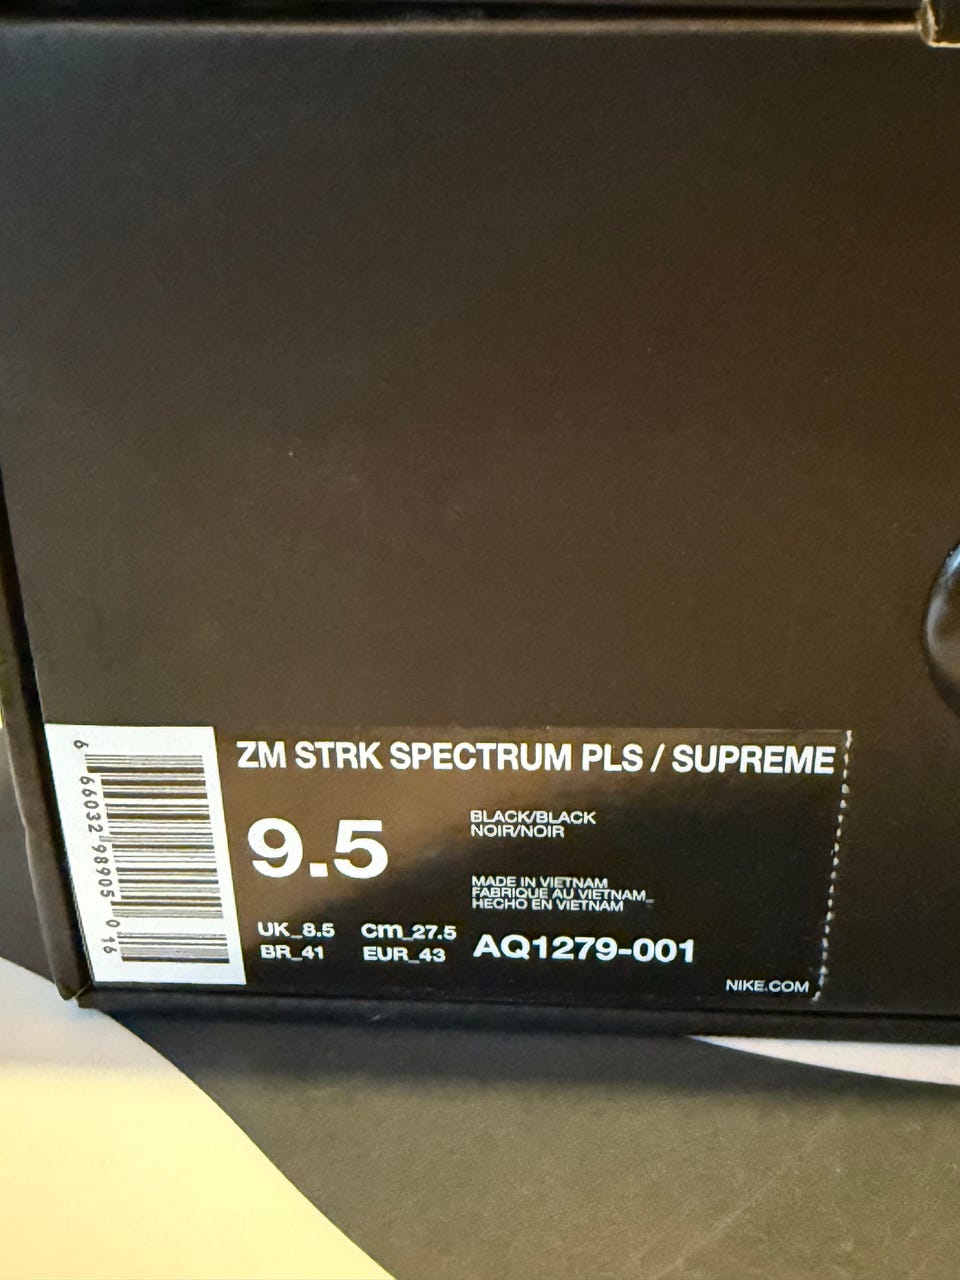 ZM STRK SPECTRUM PLS / SUPREME
9.5
BLACK/BLACK
NOIR/NOIR
MADE IN VIETNAM
FABRIQUE AU VIETNAM_
HECHO EN VIETNAM
UK_8.5 cm_27.5
BR_41 EUR_43
AQ1279-001
NIKE.COM
6 66032 98905 0 16